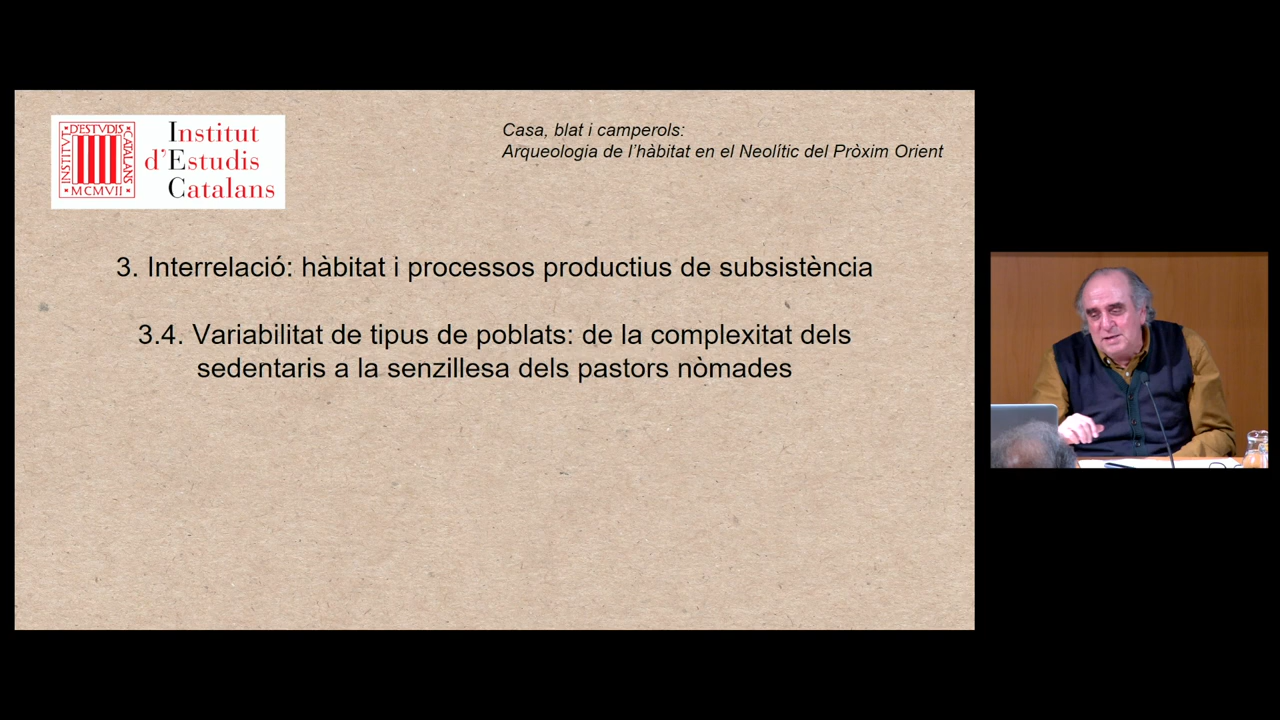 INSTITVT
D'ESTVDIS
CATALANS
MCMVII
Institut
d'Estudis
Catalans
Casa, blat i camperols:
Arqueologia de l'hàbitat en el Neolític del Pròxim Orient
3. Interrelació: hàbitat i processos productius de subsistència
3.4. Variabilitat de tipus de poblats: de la complexitat dels
sedentaris a la senzillesa dels pastors nòmades